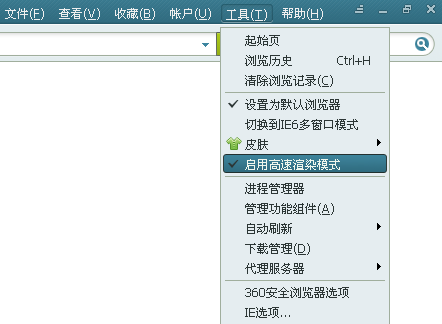 文件(F) 查看(V) 收藏(B) 帐户(U) 工具(T) 帮助(H)
起始页
浏览历史 Ctrl+H
清除浏览记录(C)
设置为默认浏览器
切换到IE6多窗口模式
皮肤
启用高速渲染模式
进程管理器
管理功能组件(A)
自动刷新
下载管理(D)
代理服务器
360安全浏览器选项
IE选项...